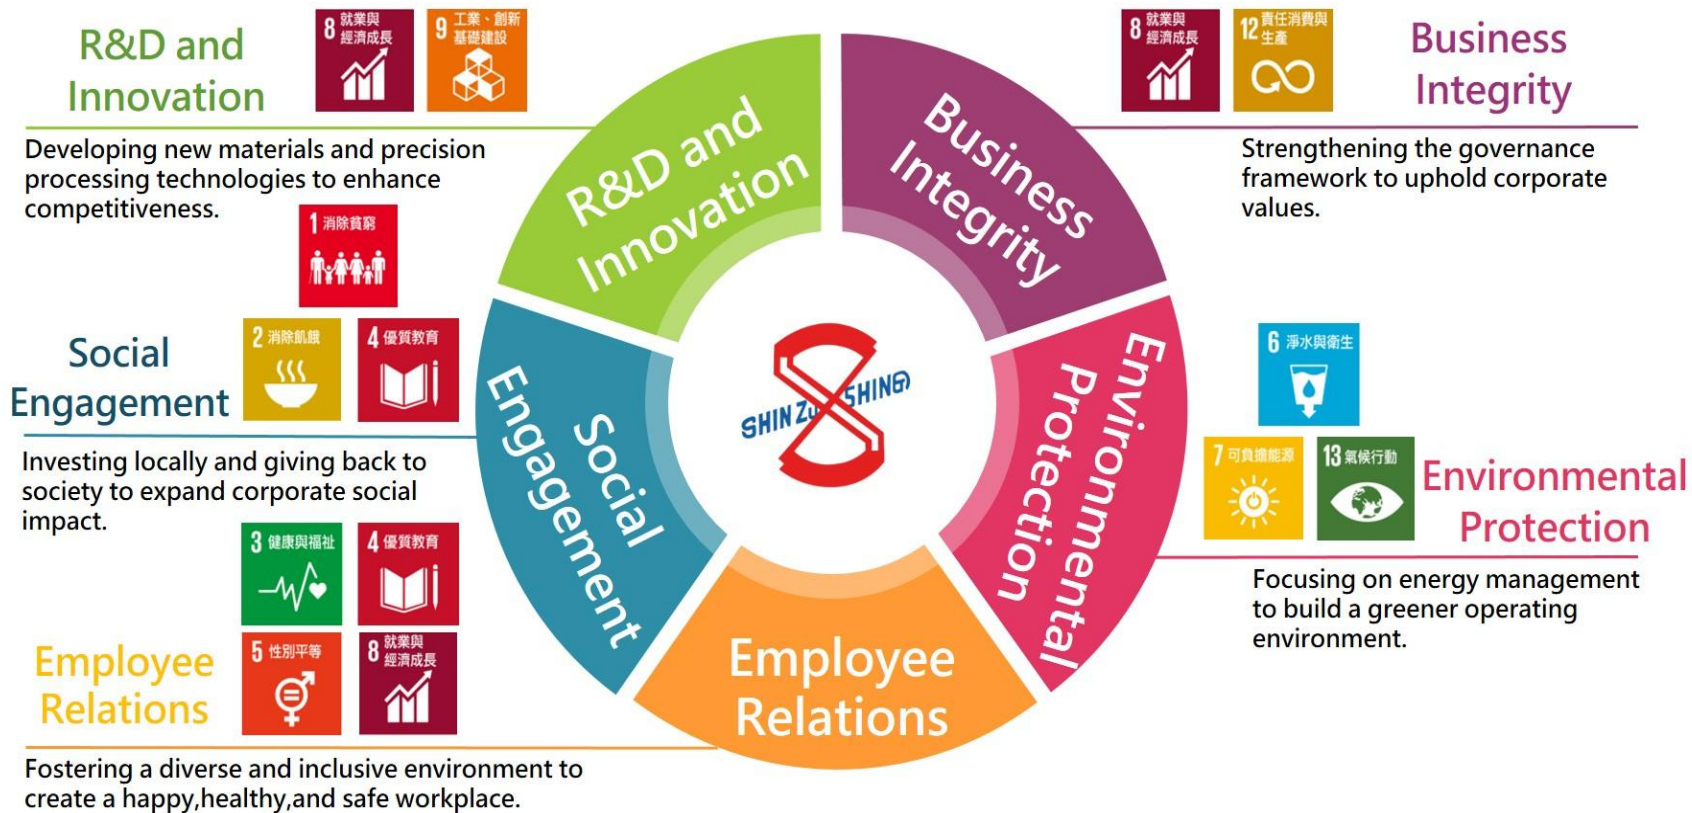 R&D and
Innovation
8 就業與
經濟成長
9 工業、創新
基礎建設
Developing new materials and precision
processing technologies to enhance
competitiveness.
1 消除貧窮
2 消除飢餓
4 優質教育
Social
Engagement
Investing locally and giving back to
society to expand corporate social
impact.
3 健康與福祉
4 優質教育
5 性別平等
8 就業與
經濟成長
Employee
Relations
Fostering a diverse and inclusive environment to
create a happy,healthy,and safe workplace.
R&D and
Innovation
Business
Integrity
Social
Engagement
Environmental
Protection
Employee
Relations
SHIN ZU SHING
8 就業與
經濟成長
12 責任消費與
生產
Business
Integrity
Strengthening the governance
framework to uphold corporate
values.
6 淨水與衛生
7 可負擔能源
13 氣候行動
Environmental
Protection
Focusing on energy management
to build a greener operating
environment.